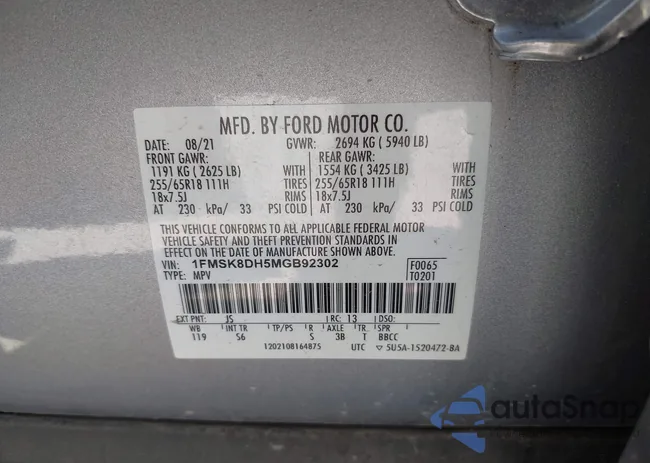 MFD. BY FORD MOTOR CO.
DATE: 08/21 GVWR: 2694 KG ( 5940 LB)
FRONT GAWR: REAR GAWR:
1191 KG ( 2625 LB) WITH 1554 KG ( 3425 LB) WITH
255/65R18 111H TIRES 255/65R18 111H TIRES
18x7.5J RIMS 18x7.5J RIMS
AT 230 kPa/ 33 PSI COLD AT 230 kPa/ 33 PSI COLD
THIS VEHICLE CONFORMS TO ALL APPLICABLE FEDERAL MOTOR
VEHICLE SAFETY AND THEFT PREVENTION STANDARDS IN
EFFECT ON THE DATE OF MANUFACTURE SHOWN ABOVE.
VIN: 1FMSK8DH5MGB92302 F0065
TYPE: MPV T0201
EXT PNT: JS RC: 13 DSO:
WB INT TR TP/PS R AXLE TR SPR
119 S6 S 3B T BBCC
1202108164875 UTC ▽ 5U5A-1520472-BA
autoSnap